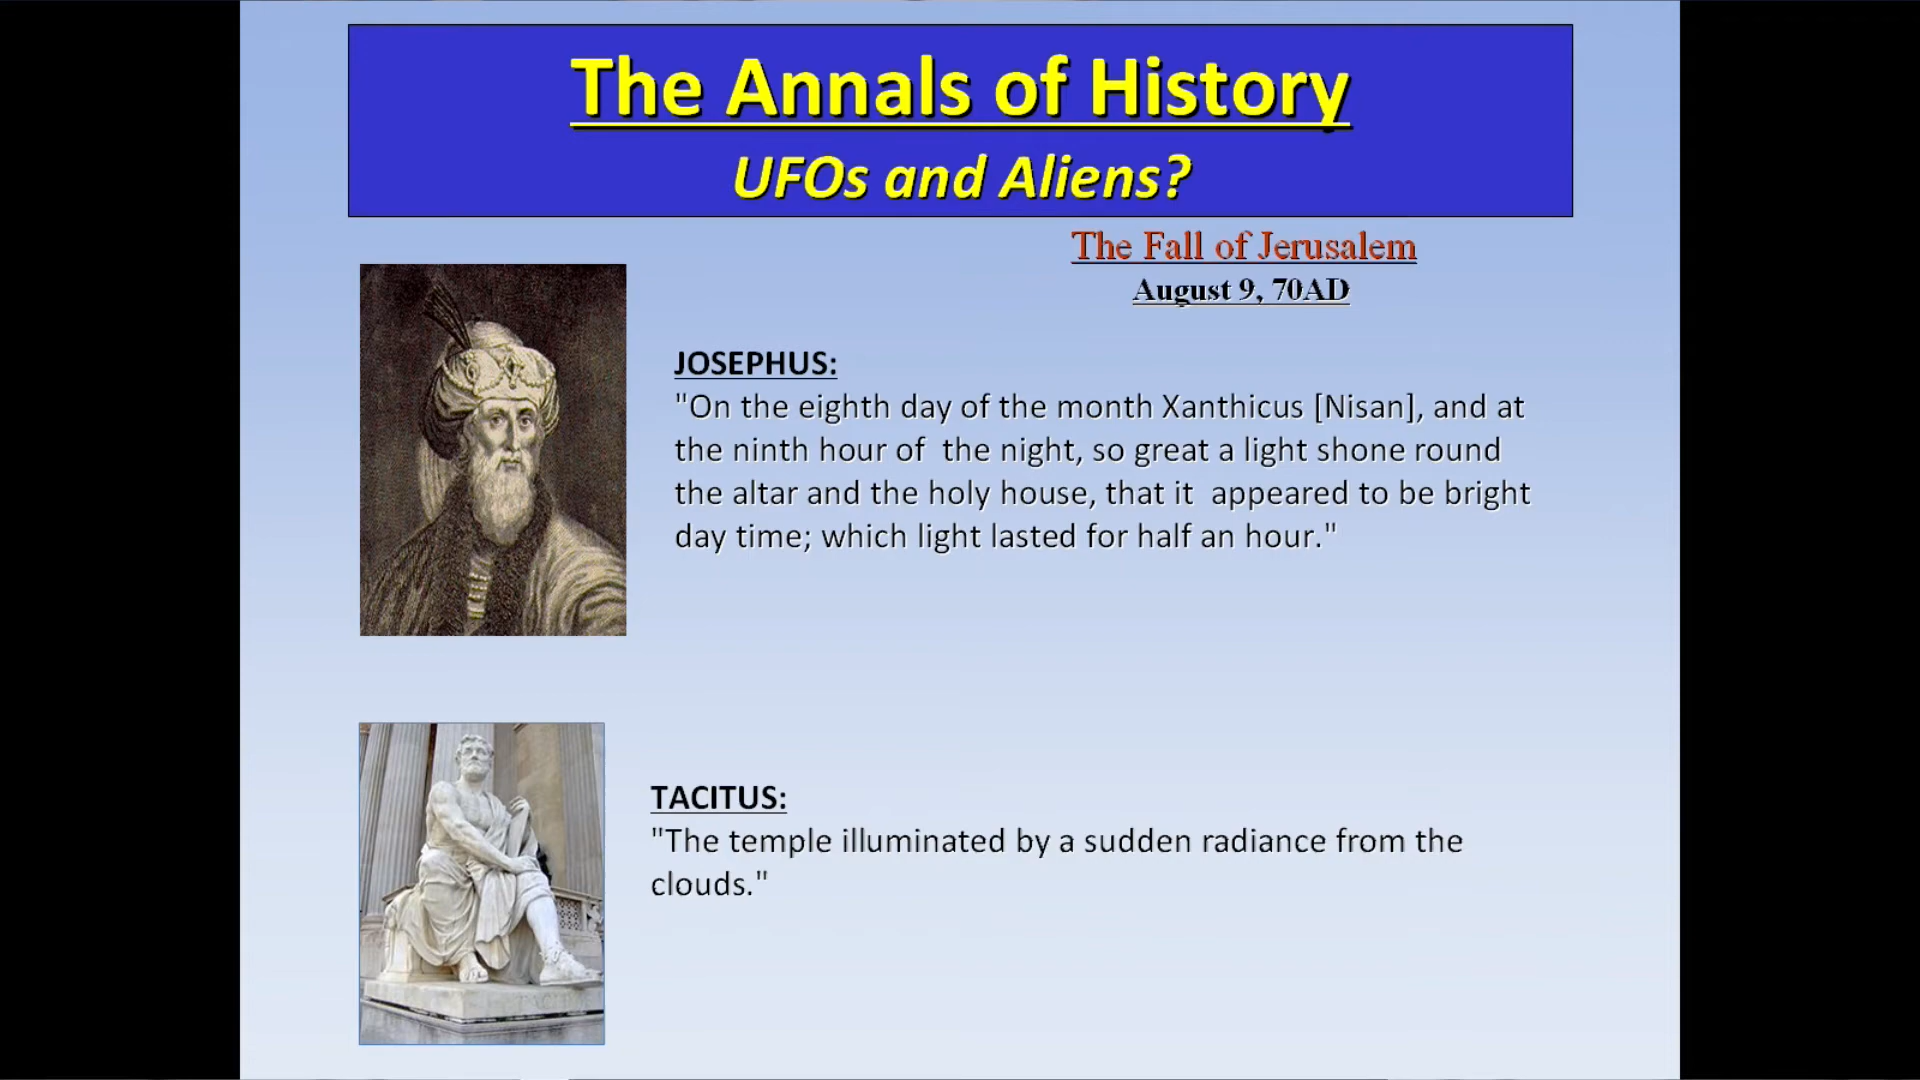 The Annals of History
UFOs and Aliens?
The Fall of Jerusalem
August 9, 70AD
JOSEPHUS:
"On the eighth day of the month Xanthicus [Nisan], and at
the ninth hour of  the night, so great a light shone round
the altar and the holy house, that it  appeared to be bright
day time; which light lasted for half an hour."
TACITUS:
"The temple illuminated by a sudden radiance from the
clouds."